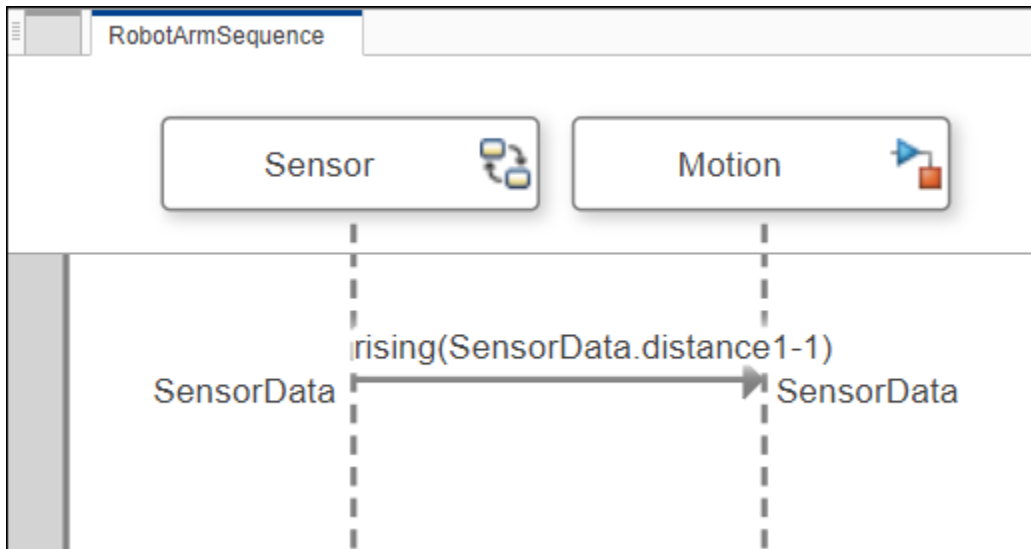 RobotArmSequence
Sensor
Motion
rising(SensorData.distance1-1)
SensorData
SensorData